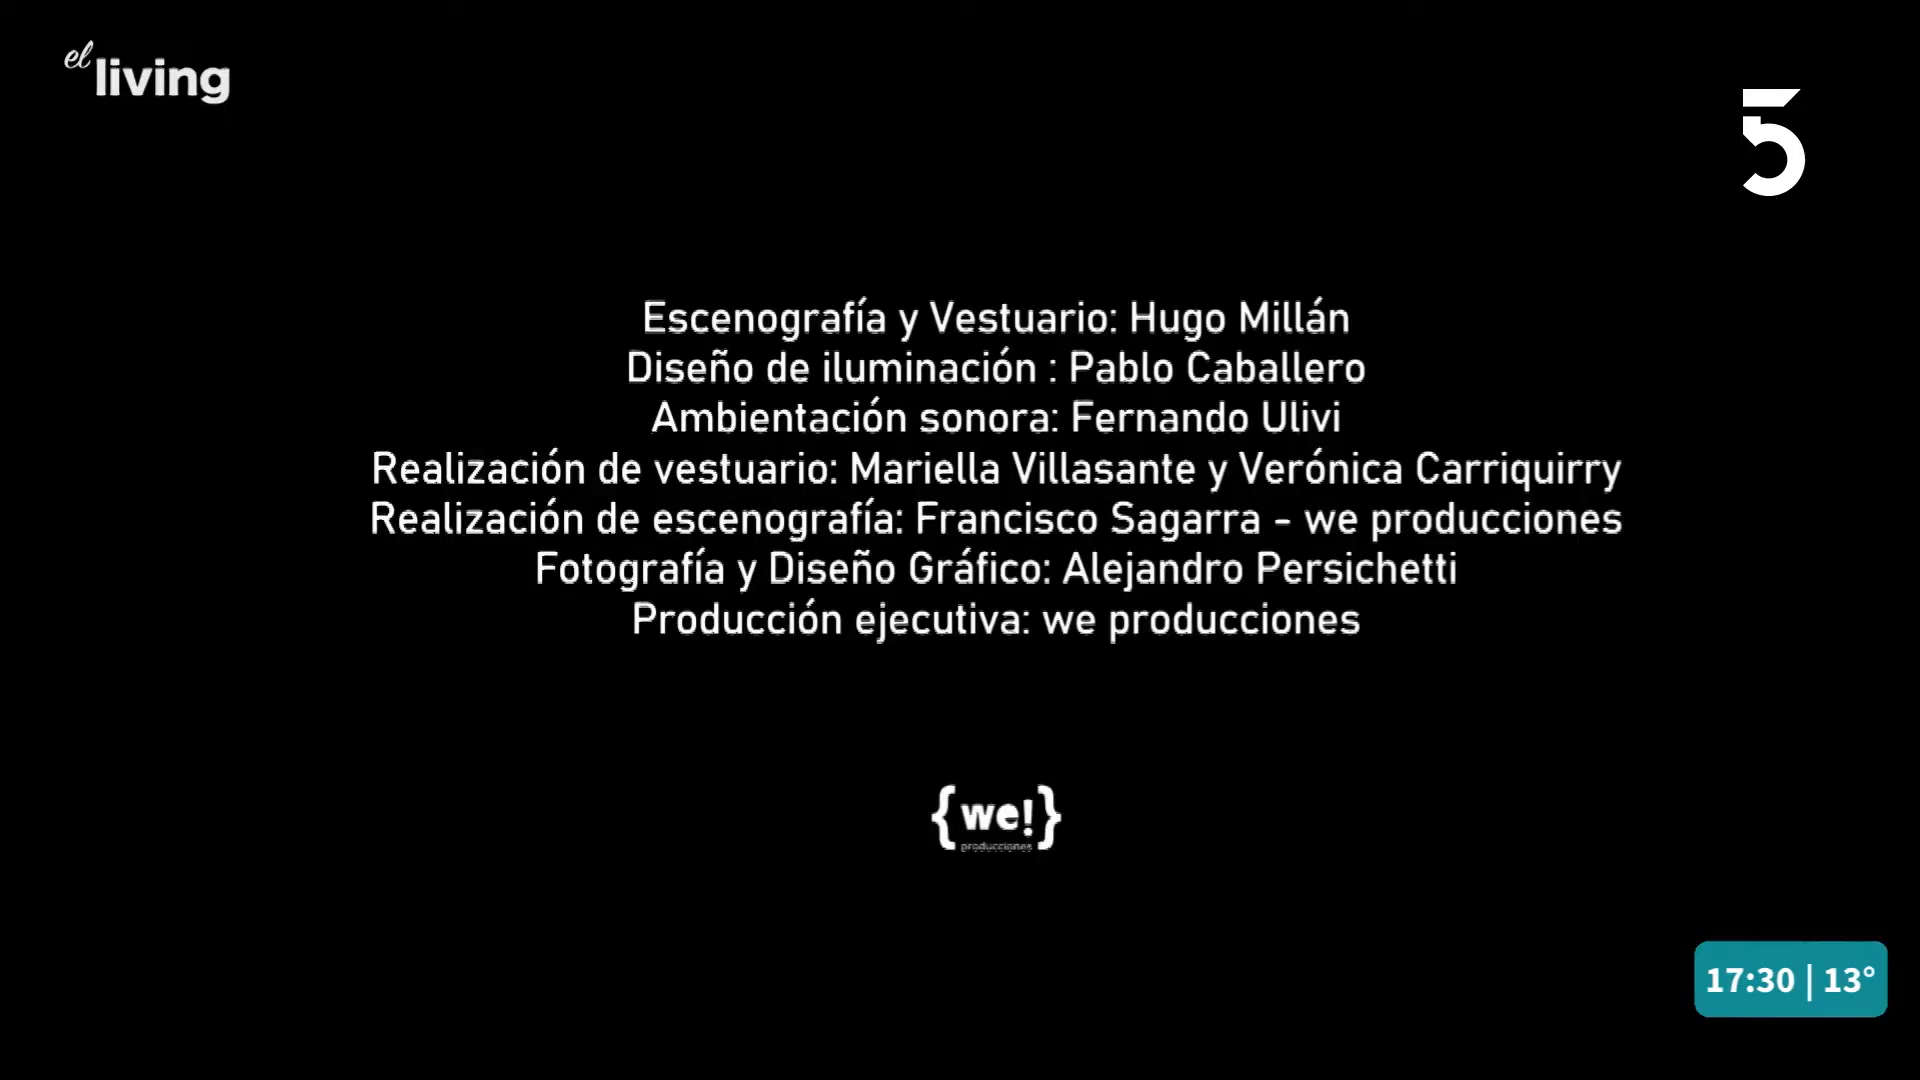 el living
5
Escenografía y Vestuario: Hugo Millán
Diseño de iluminación : Pablo Caballero
Ambientación sonora: Fernando Ulivi
Realización de vestuario: Mariella Villasante y Verónica Carriquirry
Realización de escenografía: Francisco Sagarra - we producciones
Fotografía y Diseño Gráfico: Alejandro Persichetti
Producción ejecutiva: we producciones
{we!}
producciones
17:30 | 13°